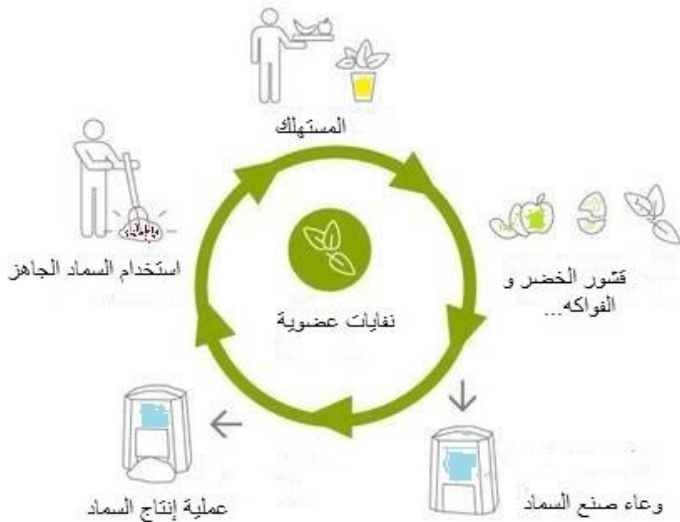 المستهلك
قشور الخضر و
الفواكه...
وعاء صنع السماد
عملية إنتاج السماد
استخدام السماد الجاهز
نفايات عضوية